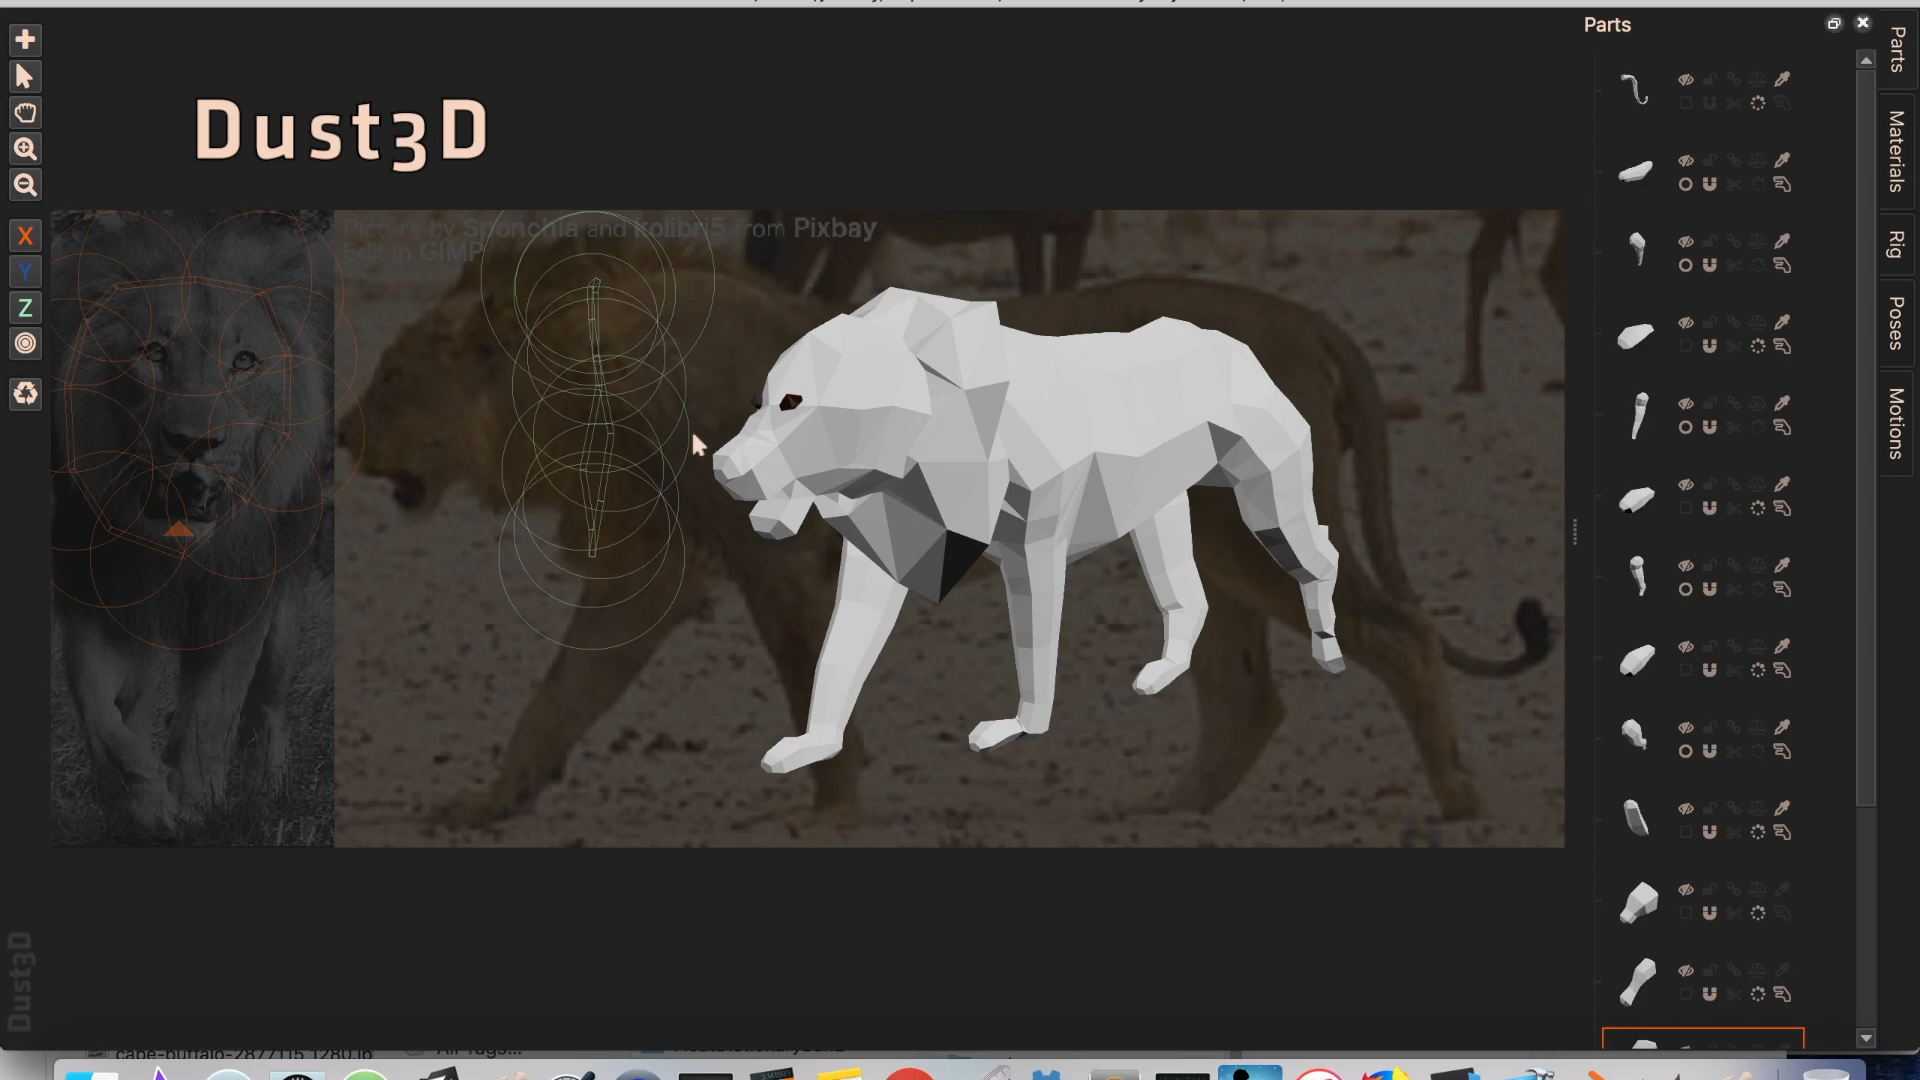 Parts
Dust3D
X
Y
Z
Picture by Sponchia and kolibri5 from Pixbay
Edit in GIMP
Parts
Materials
Rig
Poses
Motions
Dust3D